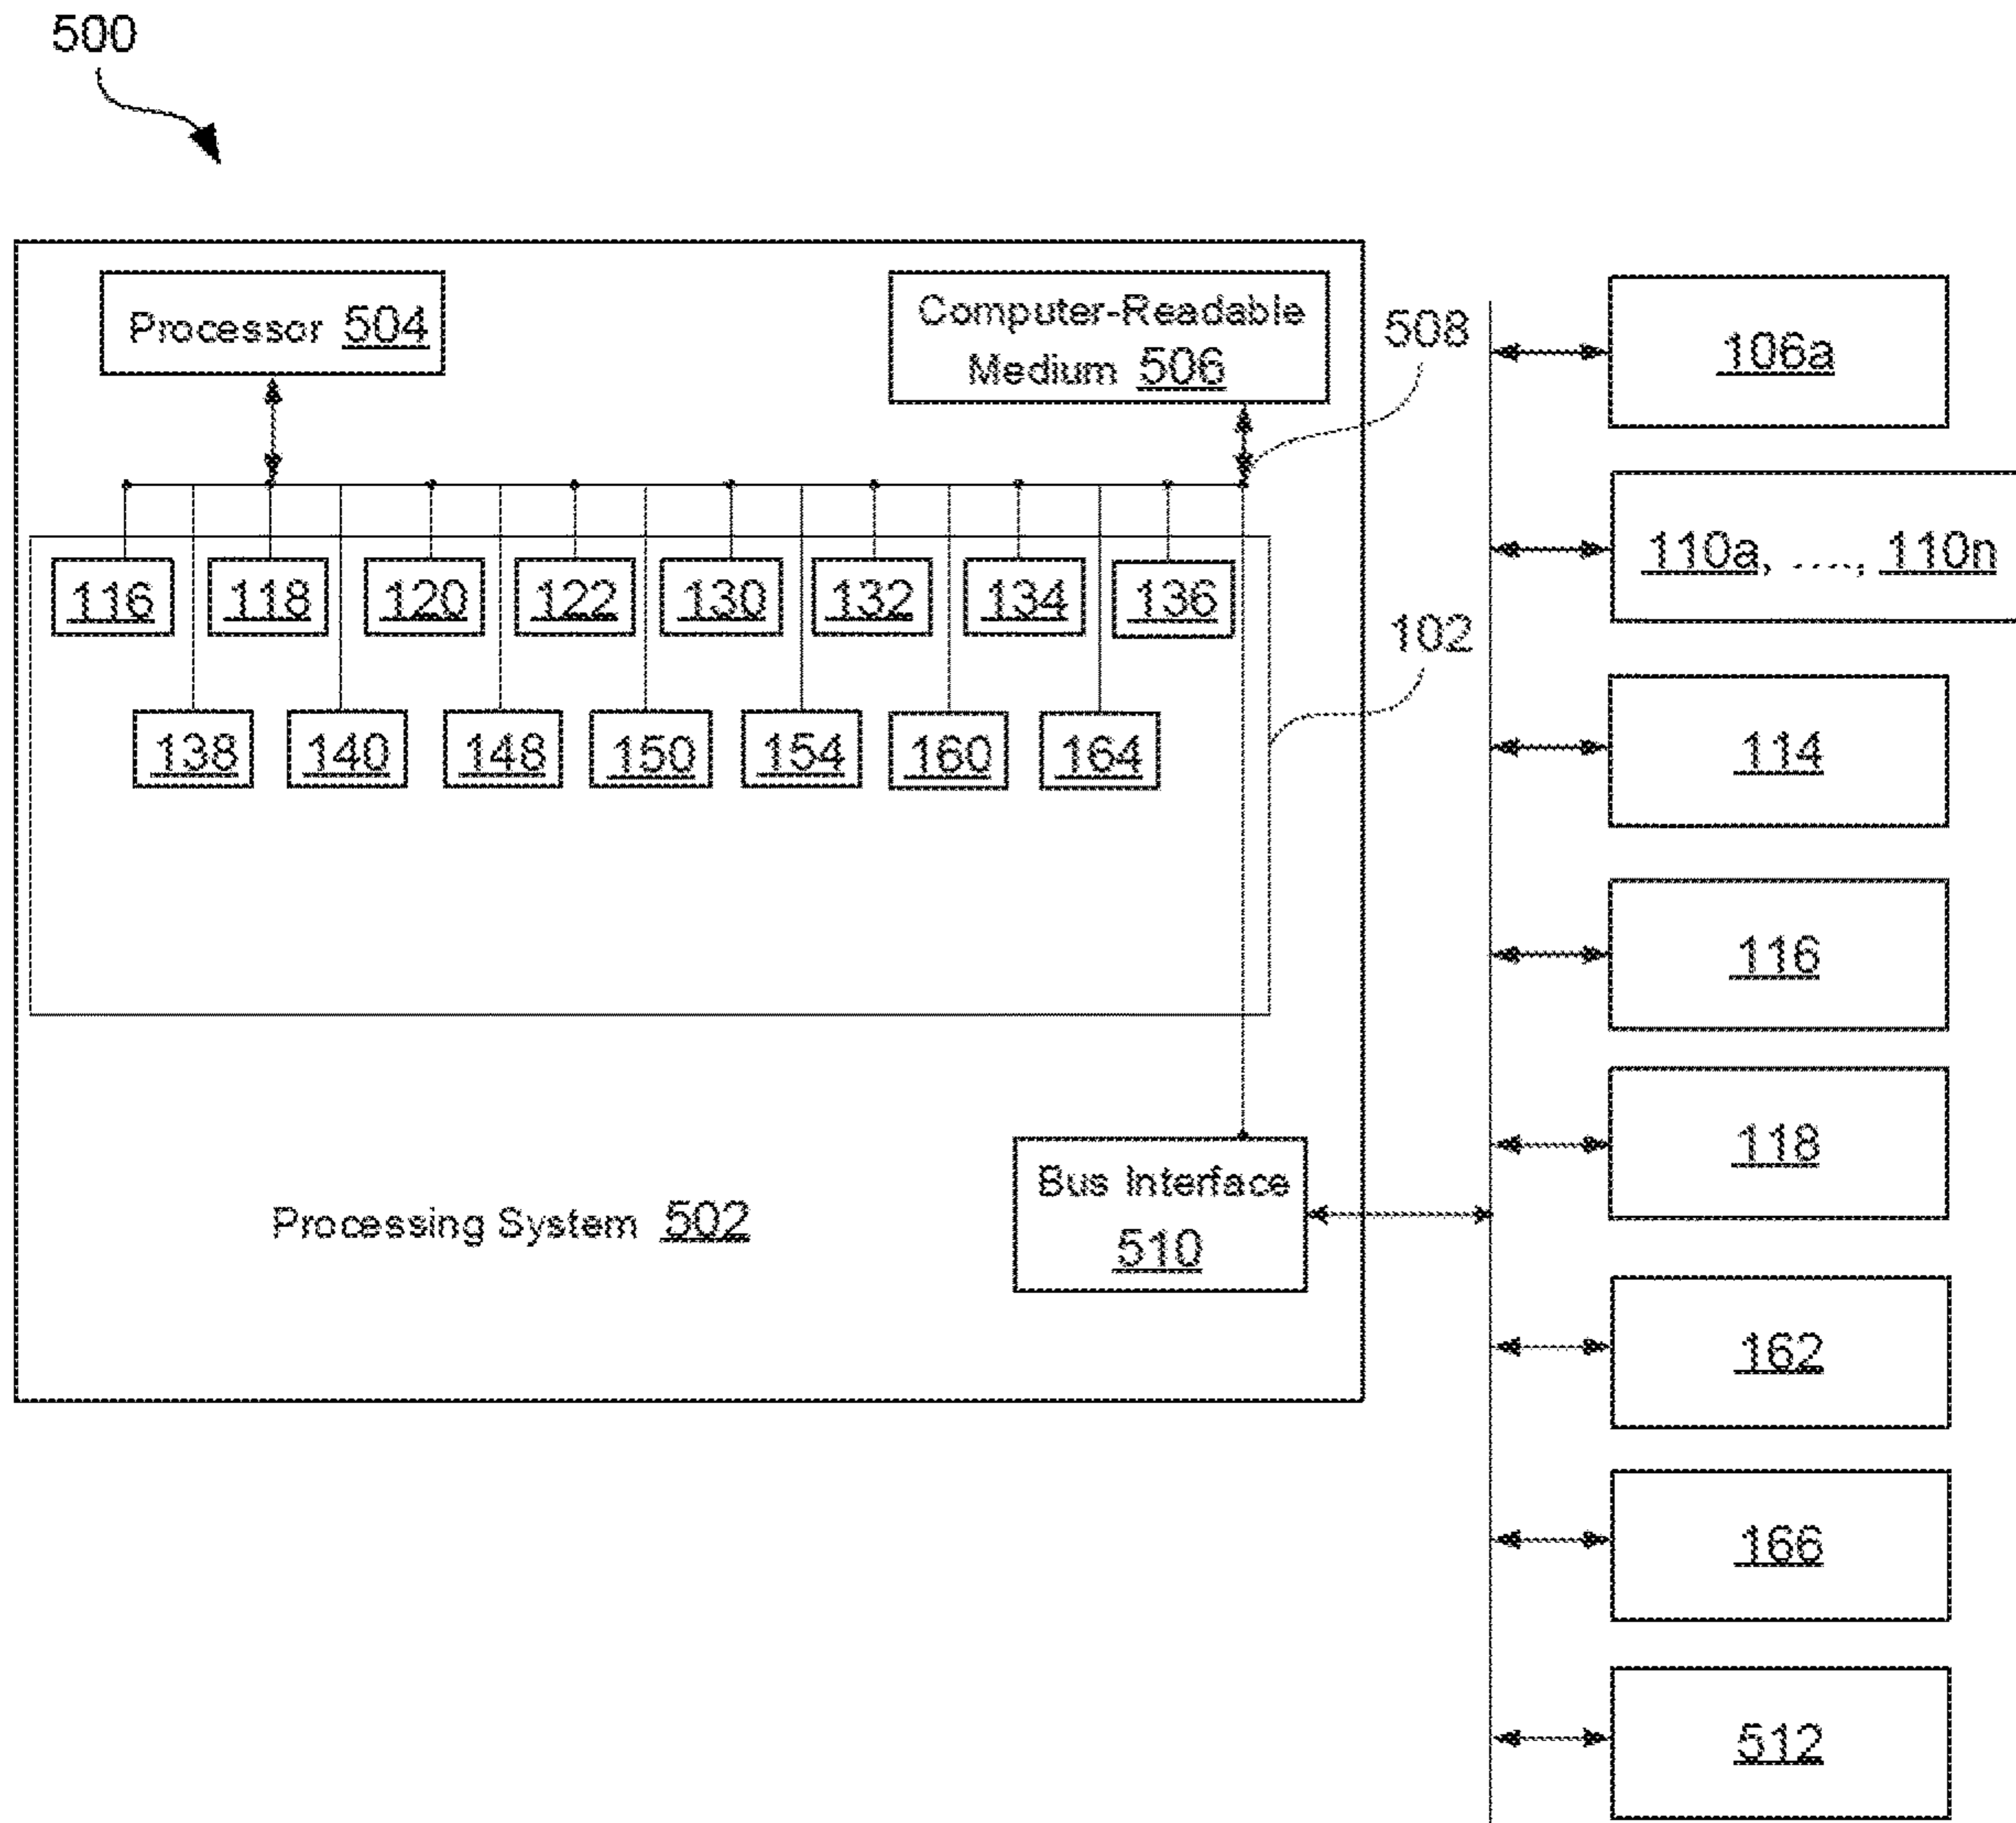 500
Processor 504
Computer-Readable
Medium 506
508
106a
110a, ...., 110n
116 118 120 122 130 132 134 136
102
138 140 148 150 154 160 164
114
116
118
Bus Interface
510
Processing System 502
162
166
512